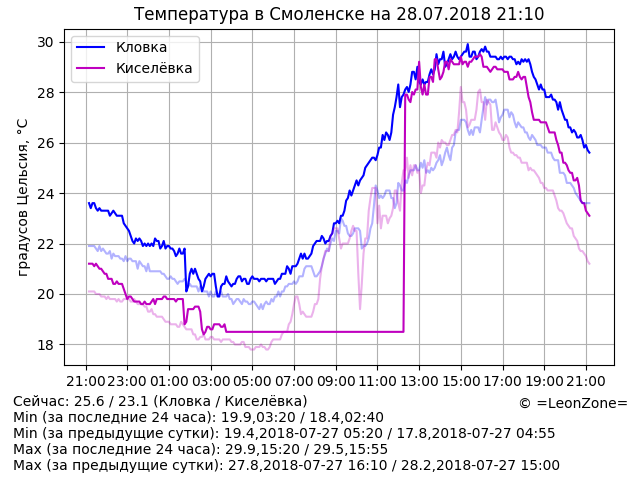 Температура в Смоленске на 28.07.2018 21:10
Кловка
Киселёвка
градусов Цельсия, °C
30
28
26
24
22
20
18
21:00 23:00 01:00 03:00 05:00 07:00 09:00 11:00 13:00 15:00 17:00 19:00 21:00
Сейчас: 25.6 / 23.1 (Кловка / Киселёвка)
© =LeonZone=
Min (за последние 24 часа): 19.9,03:20 / 18.4,02:40
Min (за предыдущие сутки): 19.4,2018-07-27 05:20 / 17.8,2018-07-27 04:55
Max (за последние 24 часа): 29.9,15:20 / 29.5,15:55
Max (за предыдущие сутки): 27.8,2018-07-27 16:10 / 28.2,2018-07-27 15:00